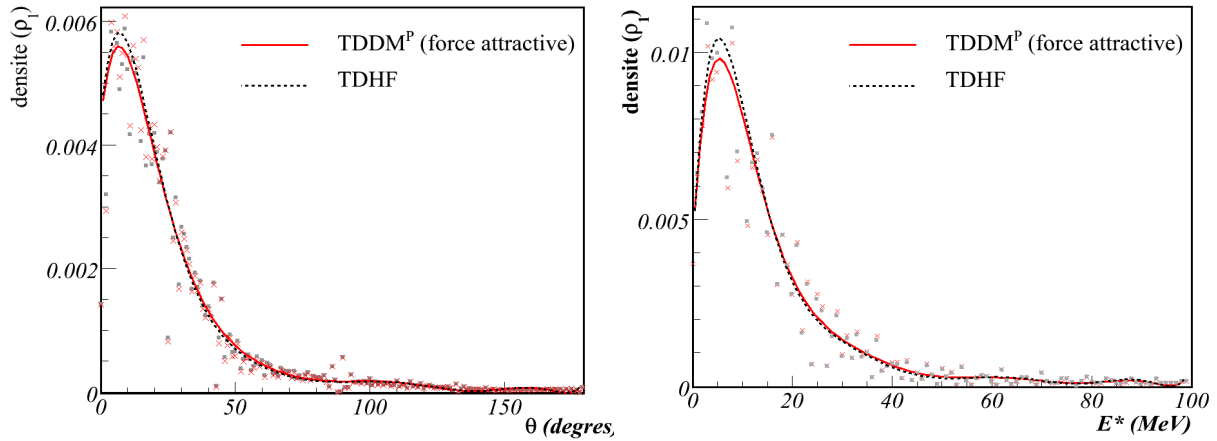 densite (ρ₁)
0.006
0.004
0.002
0
TDDMᴾ (force attractive)
TDHF
0
50
100
150
θ (degres)
densite (ρ₁)
0.01
0.005
0
TDDMᴾ (force attractive)
TDHF
0
20
40
60
80
100
E* (MeV)